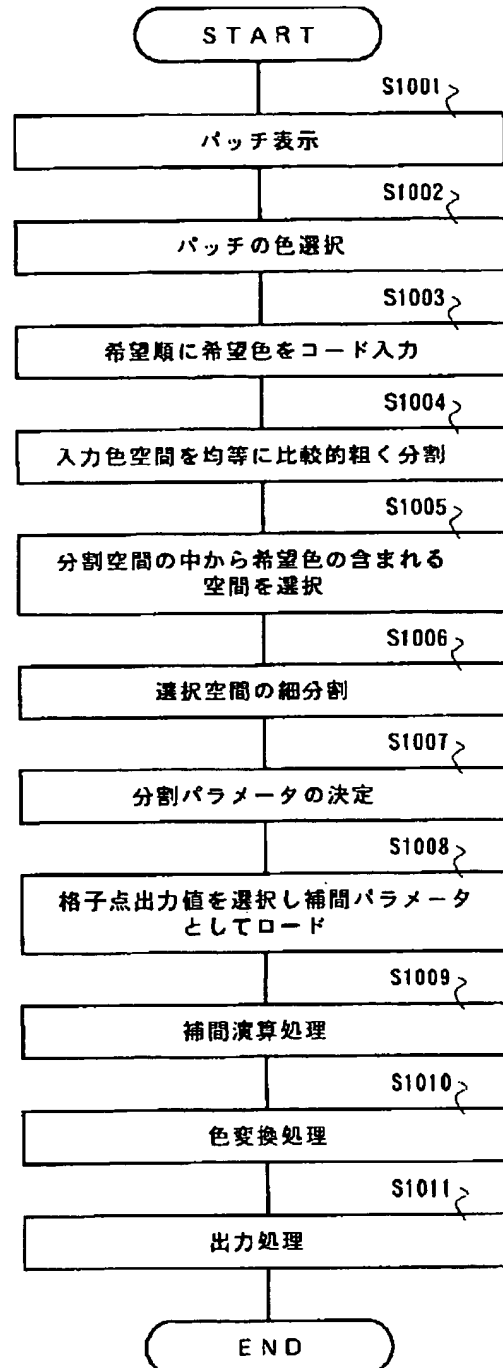 START
S1001
パッチ表示
S1002
パッチの色選択
S1003
希望順に希望色をコード入力
S1004
入力色空間を均等に比較的粗く分割
S1005
分割空間の中から希望色の含まれる
空間を選択
S1006
選択空間の細分割
S1007
分割パラメータの決定
S1008
格子点出力値を選択し補間パラメータ
としてロード
S1009
補間演算処理
S1010
色変換処理
S1011
出力処理
END